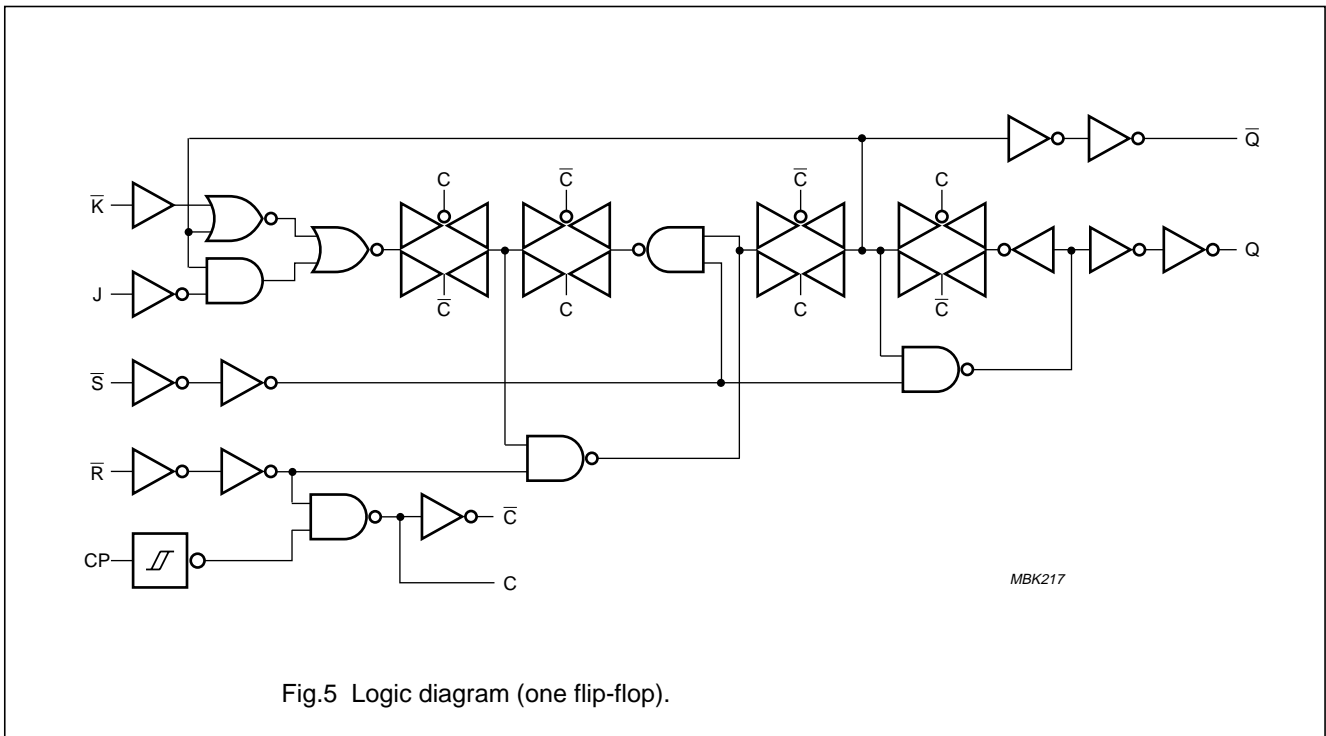 Q̅
K̅
C
C̅
C̅
C
Q
C̅
C
C
C̅
J
S̅
R̅
C̅
CP
C
MBK217
Fig.5 Logic diagram (one flip-flop).